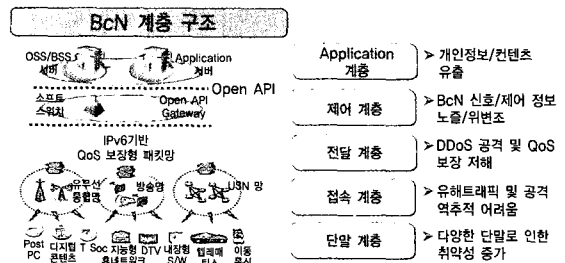 BcN 계층 구조
OSS/BSS 서버
Application 서버
Open API
소프트 스위치
Open API Gateway
IPv6기반
QoS 보장형 패킷망
유무선 통합망
방송망
USN 망
Post PC
디지털 콘텐츠
T
Soc
지능형 홈네트워크
DTV
내장형 S/W
텔레매틱스
이동
Application 계층
➢ 개인정보/컨텐츠 유출
제어 계층
➢ BcN 신호/제어 정보 노출/위변조
전달 계층
➢ DDoS 공격 및 QoS 보장 저해
접속 계층
➢ 유해트래픽 및 공격 역추적 어려움
단말 계층
➢ 다양한 단말로 인한 취약성 증가